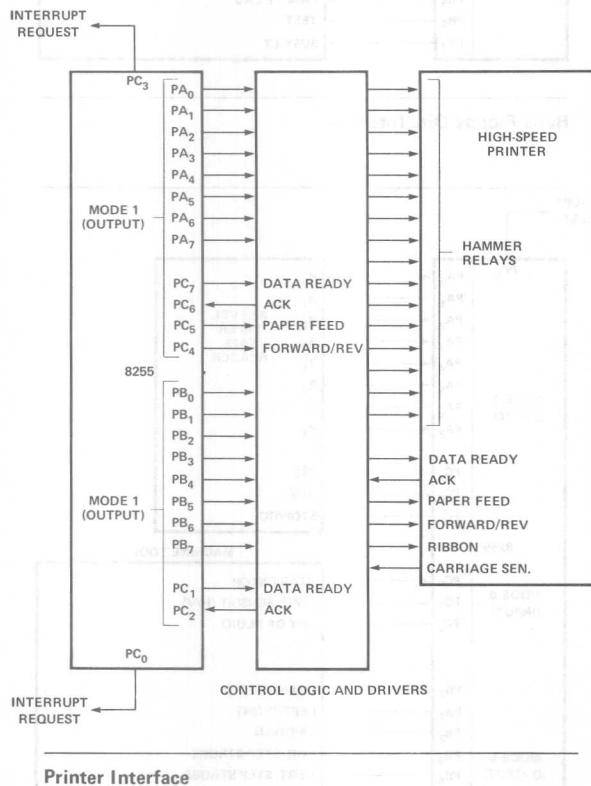 INTERRUPT
REQUEST
PC3
PA0
PA1
PA2
PA3
PA4
PA5
PA6
PA7
MODE 1
(OUTPUT)
PC7
PC6
PC5
PC4
DATA READY
ACK
PAPER FEED
FORWARD/REV
8255
PB0
PB1
PB2
PB3
PB4
PB5
PB6
PB7
MODE 1
(OUTPUT)
PC1
PC2
DATA READY
ACK
PC0
INTERRUPT
REQUEST
CONTROL LOGIC AND DRIVERS
HIGH-SPEED
PRINTER
HAMMER
RELAYS
DATA READY
ACK
PAPER FEED
FORWARD/REV
RIBBON
CARRIAGE SEN.
Printer Interface